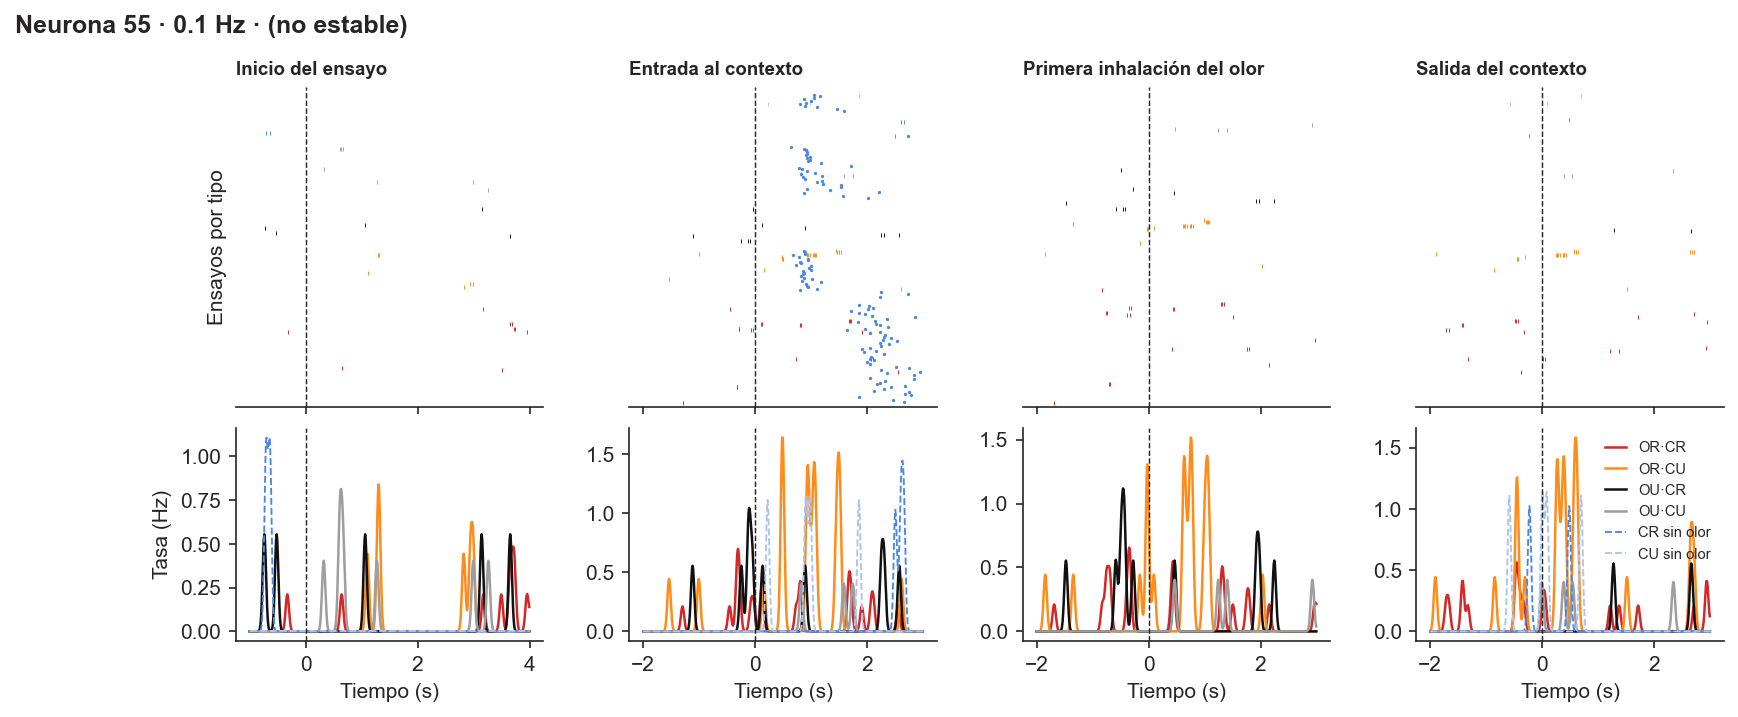 Neurona 55 · 0.1 Hz · (no estable)
Inicio del ensayo
Entrada al contexto
Primera inhalación del olor
Salida del contexto
Ensayos por tipo
Tasa (Hz)
1.00
0.75
0.50
0.25
0.00
0 2 4
Tiempo (s)
1.5
1.0
0.5
0.0
−2 0 2
Tiempo (s)
1.5
1.0
0.5
0.0
−2 0 2
Tiempo (s)
1.5
1.0
0.5
0.0
−2 0 2
Tiempo (s)
OR·CR
OR·CU
OU·CR
OU·CU
CR sin olor
CU sin olor